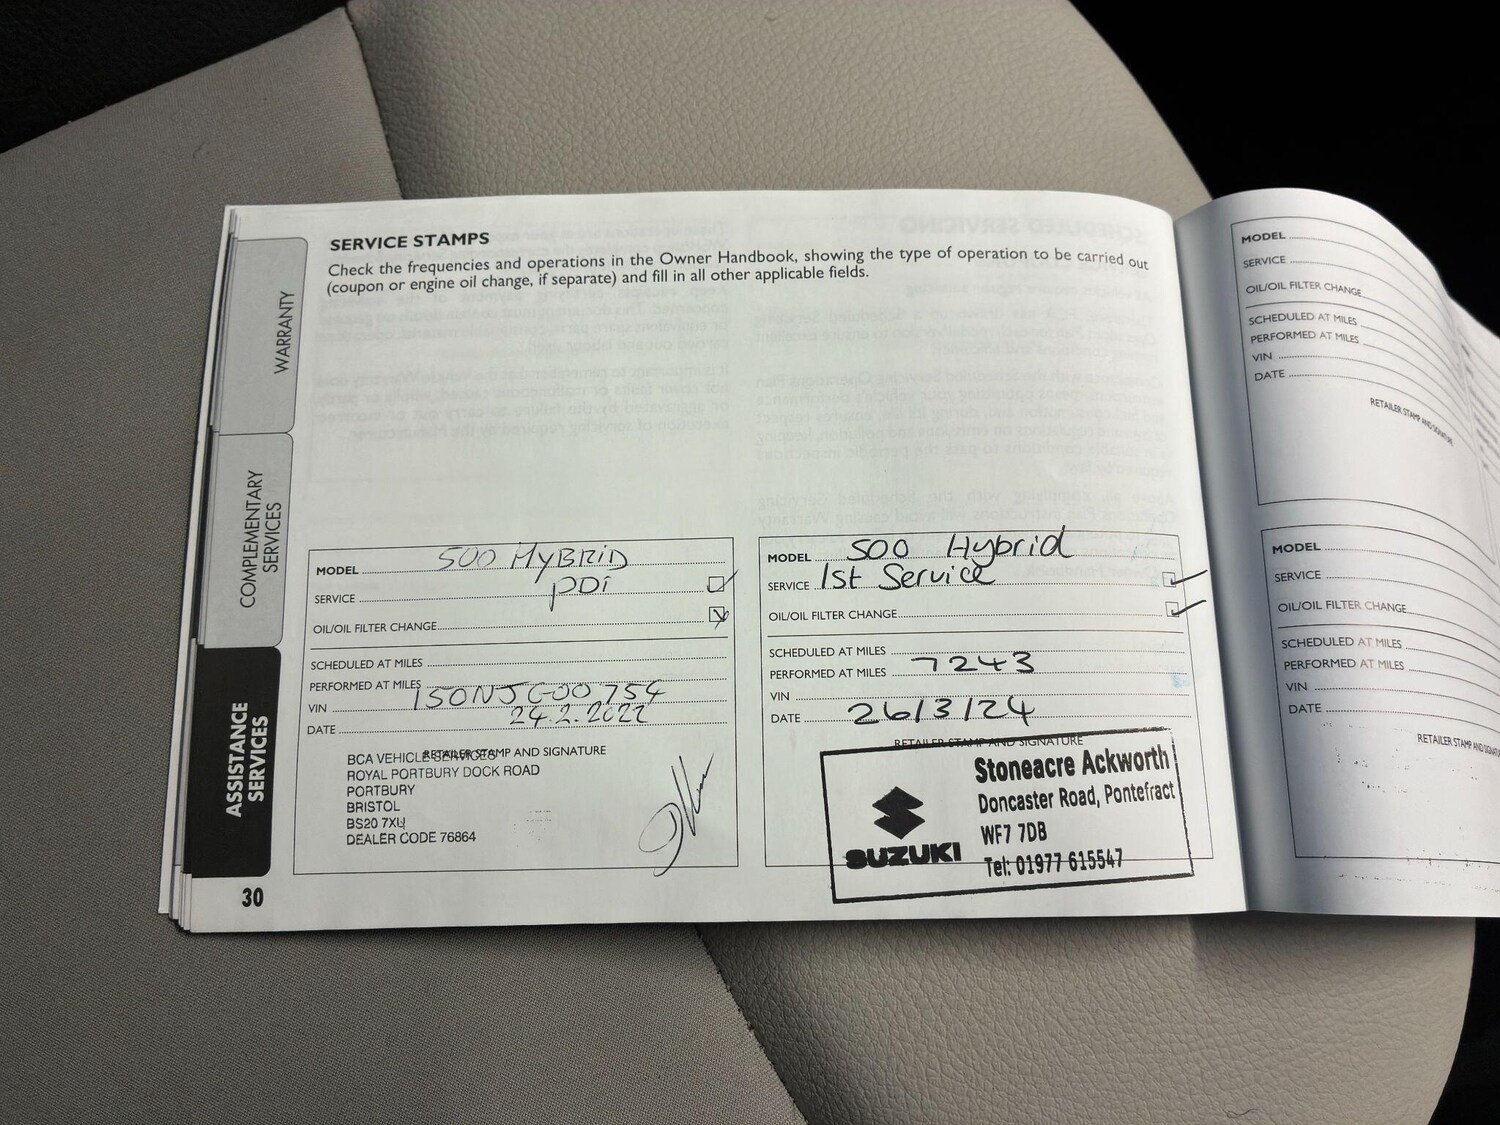 SERVICE STAMPS
Check the frequencies and operations in the Owner Handbook, showing the type of operation to be carried out
(coupon or engine oil change, if separate) and fill in all other applicable fields.
WARRANTY
COMPLEMENTARY
SERVICES
ASSISTANCE
SERVICES
30
MODEL 500 HYBRID
SERVICE PDi
OIL/OIL FILTER CHANGE
SCHEDULED AT MILES
PERFORMED AT MILES
VIN
DATE 24.2.2022
RETAILER STAMP AND SIGNATURE
BCA VEHICLE SERVICES
ROYAL PORTBURY DOCK ROAD
PORTBURY
BRISTOL
BS20 7XU
DEALER CODE 76864
MODEL 500 Hybrid
SERVICE 1st Service
OIL/OIL FILTER CHANGE
SCHEDULED AT MILES
PERFORMED AT MILES 7243
VIN
DATE 26/3/24
RETAILER STAMP AND SIGNATURE
SUZUKI
Stoneacre Ackworth
Doncaster Road, Pontefract
WF7 7DB
Tel: 01977 615547
MODEL
SERVICE
OIL/OIL FILTER CHANGE
SCHEDULED AT MILES
PERFORMED AT MILES
VIN
DATE
RETAILER STAMP AND SIGNATURE
MODEL
SERVICE
OIL/OIL FILTER CHANGE
SCHEDULED AT MILES
PERFORMED AT MILES
VIN
DATE
RETAILER STAMP AND